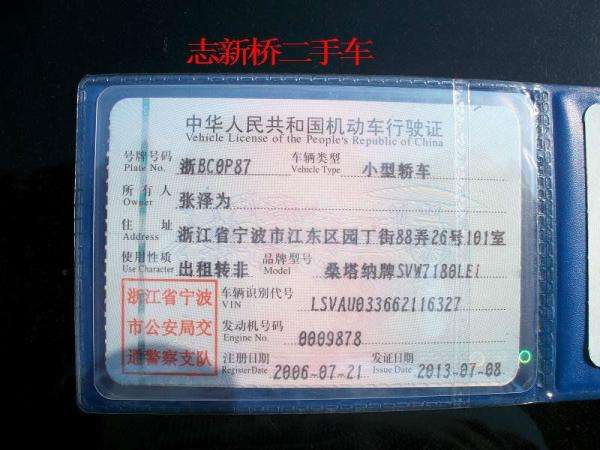 志新桥二手车
中华人民共和国机动车行驶证
Vehicle License of the People's Republic of China
号牌号码 浙BC0P87 车辆类型 小型轿车
Plate No. Vehicle Type
所有人 张泽为
Owner
住址 浙江省宁波市江东区园丁街88弄26号101室
Address
使用性质 出租转非 品牌型号 桑塔纳牌SVW7180LEi
Use Character Model
浙江省宁波 车辆识别代号 LSVAU033662116327
VIN
市公安局交 发动机号码 0009878
Engine No.
通警察支队 注册日期 2006-07-21 发证日期 2013-07-08
Register Date Issue Date